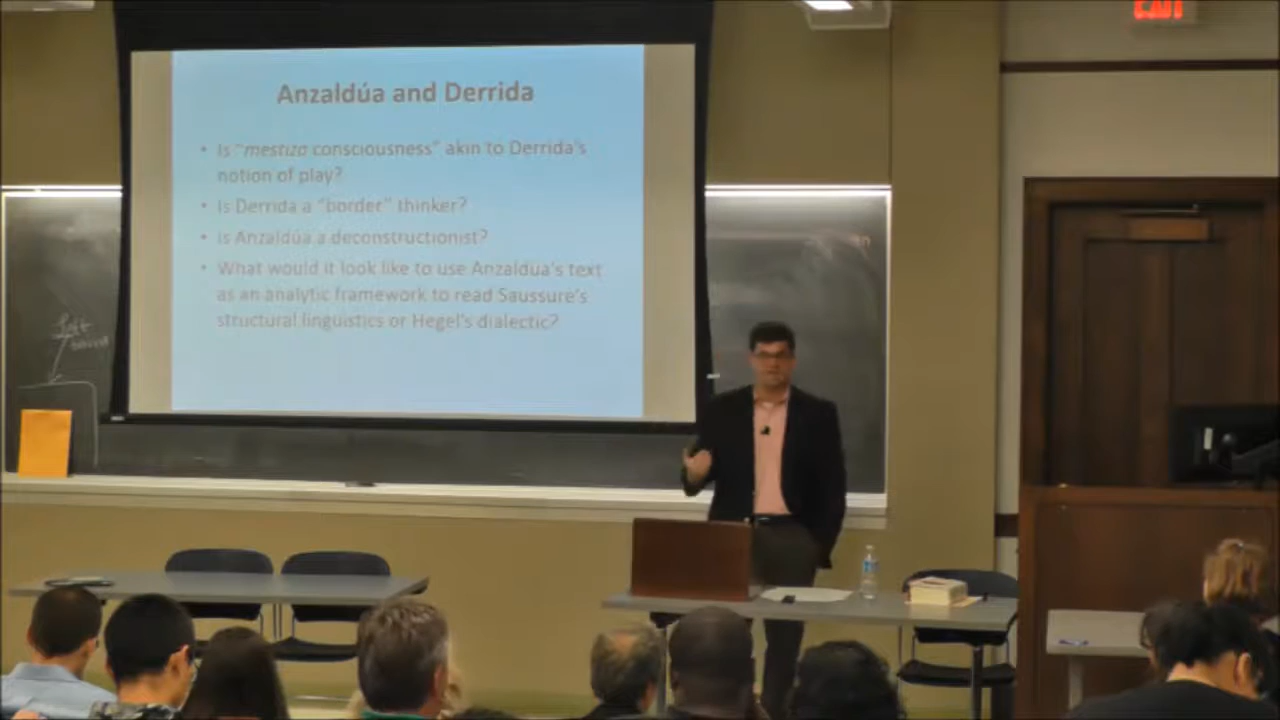 EXIT
Anzaldúa and Derrida
• Is "mestiza consciousness" akin to Derrida's
notion of play?
• Is Derrida a "border" thinker?
• Is Anzaldúa a deconstructionist?
• What would it look like to use Anzaldúa's text
as an analytic framework to read Saussure's
structural linguistics or Hegel's dialectic?